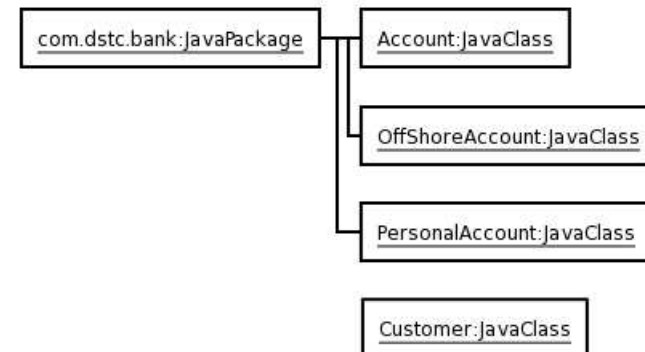 com.dstc.bank:JavaPackage
Account:JavaClass
OffShoreAccount:JavaClass
PersonalAccount:JavaClass
Customer:JavaClass